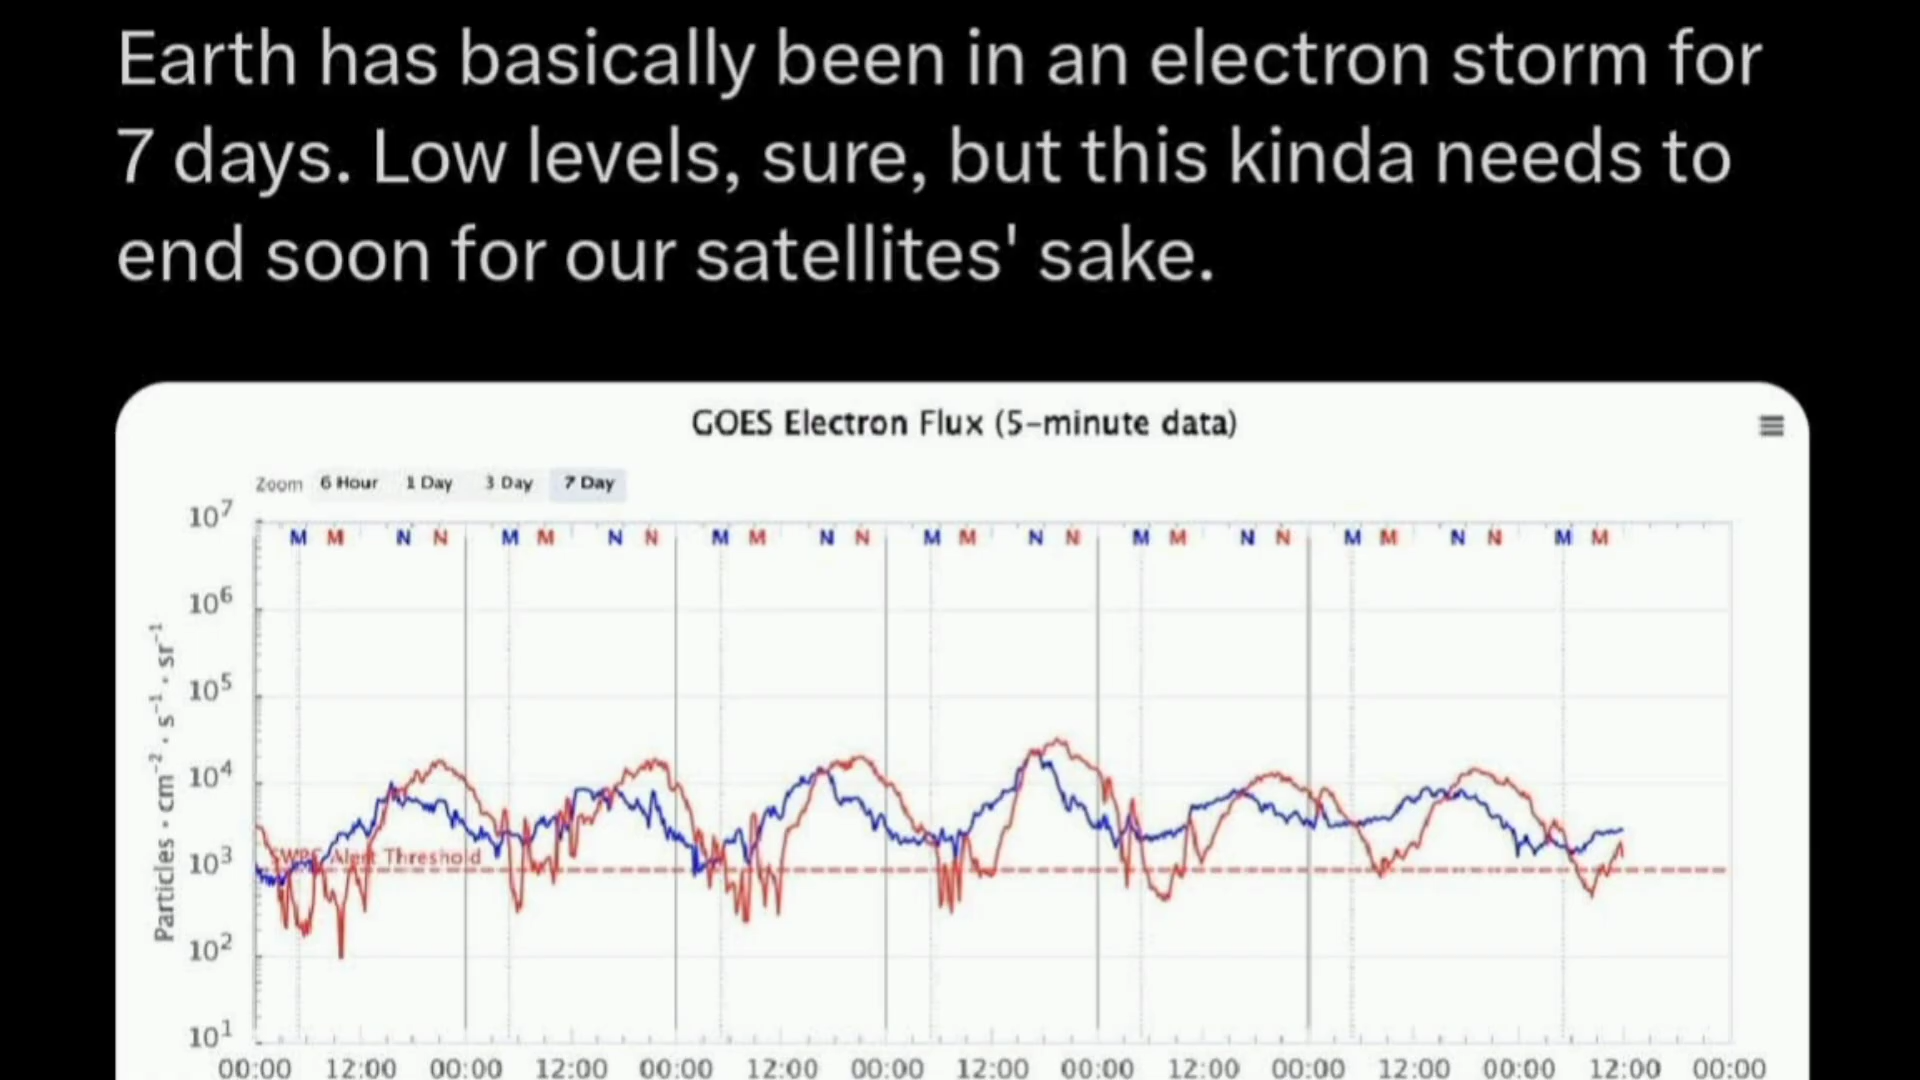 Earth has basically been in an electron storm for
7 days. Low levels, sure, but this kinda needs to
end soon for our satellites' sake.
GOES Electron Flux (5-minute data)
Zoom 6 Hour 1 Day 3 Day 7 Day
M M N N M M N N M M N N M M N N M M N N M M N N M M
10⁷
10⁶
10⁵
10⁴
10³
10²
10¹
Particles · cm⁻² · s⁻¹ · sr⁻¹
SWPC Alert Threshold
00:00 12:00 00:00 12:00 00:00 12:00 00:00 12:00 00:00 12:00 00:00 12:00 00:00 12:00 00:00